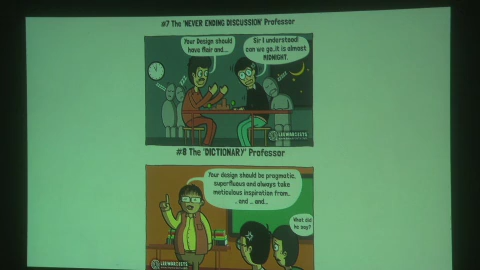 #7 The 'NEVER ENDING DISCUSSION' Professor
Your Design should
have flair and....
Sir I understood
can we go..it is almost
MIDNIGHT.
#8 The 'DICTIONARY' Professor
Your design should be pragmatic,
superfluous and always take
meticulous inspiration from..
. and ... and...
What did
he say?